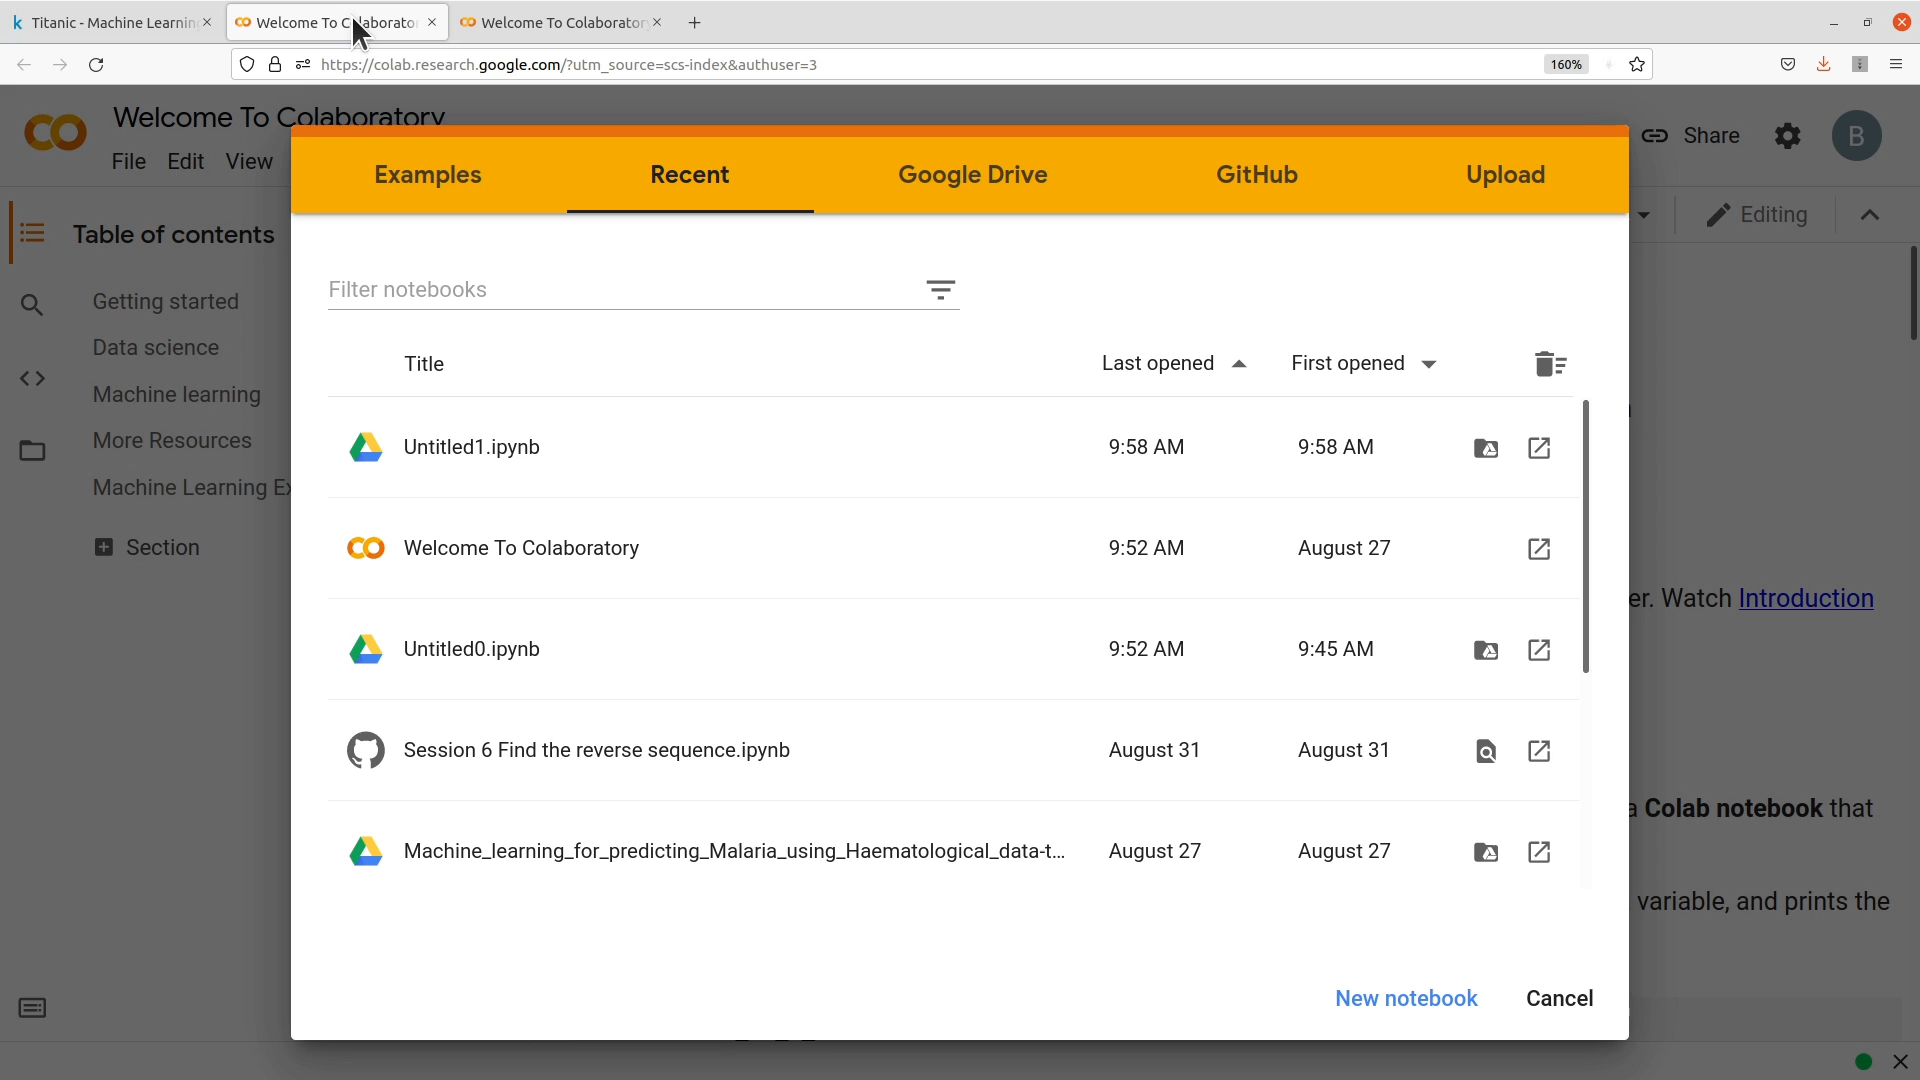 Titanic - Machine Learning
Welcome To Colaborator
Welcome To Colaboratory
https://colab.research.google.com/?utm_source=scs-index&authuser=3
160%
Welcome To Colaboratory
File Edit View
Share
B
Examples
Recent
Google Drive
GitHub
Upload
Editing
Table of contents
Getting started
Data science
Machine learning
More Resources
Machine Learning Ex
Section
Filter notebooks
Title Last opened First opened
Untitled1.ipynb 9:58 AM 9:58 AM
Welcome To Colaboratory 9:52 AM August 27
Untitled0.ipynb 9:52 AM 9:45 AM
Session 6 Find the reverse sequence.ipynb August 31 August 31
Machine_learning_for_predicting_Malaria_using_Haematological_data-t... August 27 August 27
er. Watch Introduction
a Colab notebook that
variable, and prints the
New notebook
Cancel